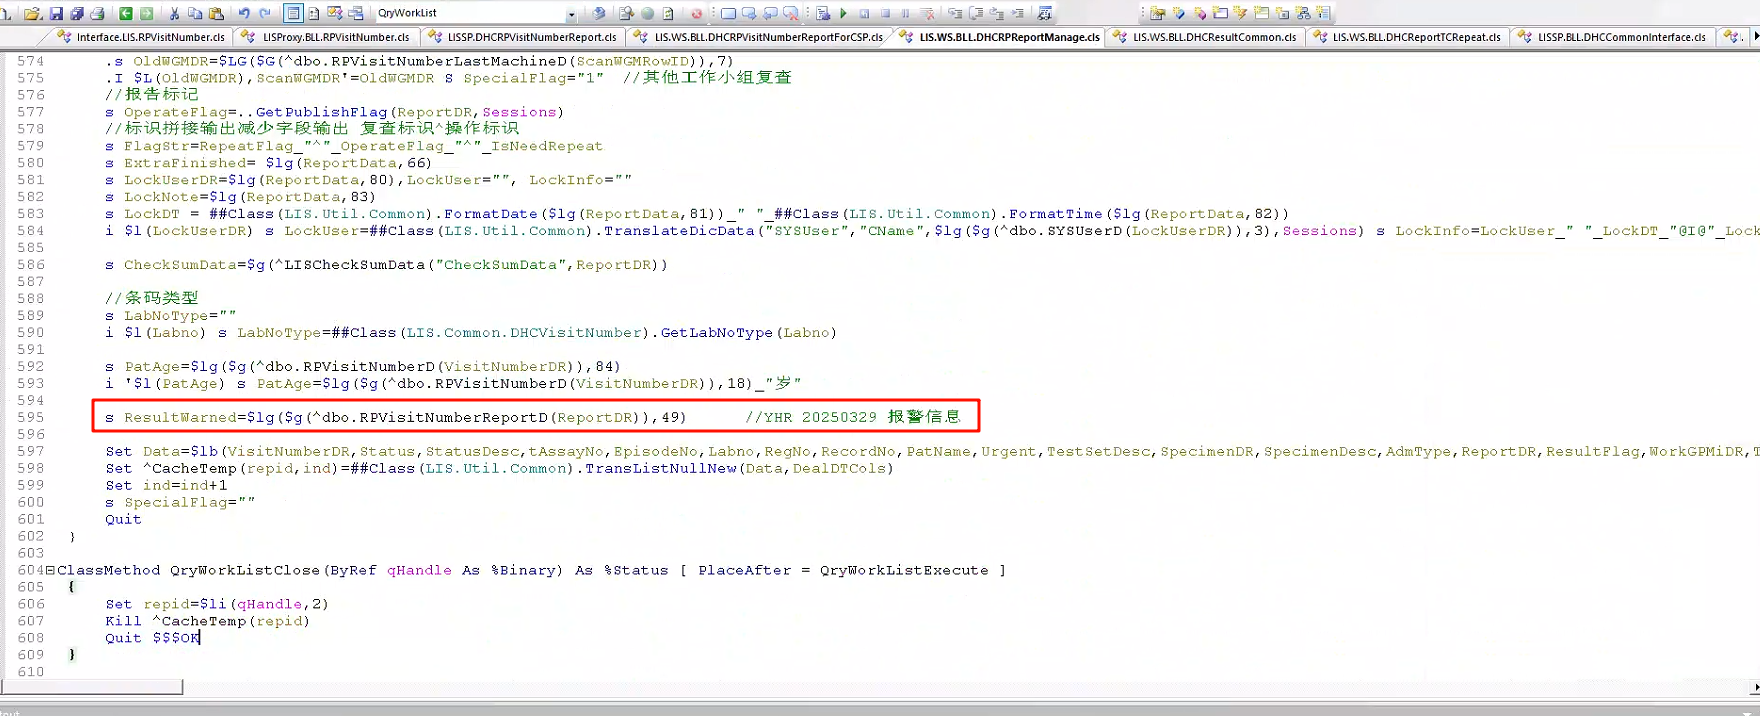 QryWorkList
Interface.LIS.RPVisitNumber.cls LISProxy.BLL.RPVisitNumber.cls LISSP.DHCRPVisitNumberReport.cls LIS.WS.BLL.DHCRPVisitNumberReportForCSP.cls LIS.WS.BLL.DHCRPReportManage.cls LIS.WS.BLL.DHCResultCommon.cls LIS.WS.BLL.DHCReportTCRepeat.cls LISSP.BLL.DHCCommonInterface.cls
574 .s OldWGMDR=$LG($G(^dbo.RPVisitNumberLastMachineD(ScanWGMRowID)),7)
575 .I $L(OldWGMDR),ScanWGMDR'=OldWGMDR S SpecialFlag="1" //其他工作小组复查
576 //报告标记
577 s OperateFlag=..GetPublishFlag(ReportDR,Sessions)
578 //标识拼接输出减少字段输出 复查标识^操作标识
579 s FlagStr=RepeatFlag_"^"_OperateFlag_"^"_IsNeedRepeat
580 s ExtraFinished= $lg(ReportData,66)
581 s LockUserDR=$lg(ReportData,80),LockUser="", LockInfo=""
582 s LockNote=$lg(ReportData,83)
583 s LockDT = ##Class(LIS.Util.Common).FormatDate($lg(ReportData,81))_" "_##Class(LIS.Util.Common).FormatTime($lg(ReportData,82))
584 i $l(LockUserDR) s LockUser=##Class(LIS.Util.Common).TranslateDicData("SYSUser","CName",$lg($g(^dbo.SYSUserD(LockUserDR)),3),Sessions) s LockInfo=LockUser_" "_LockDT_"@I@"_Lock
585
586 s CheckSumData=$g(^LISCheckSumData("CheckSumData",ReportDR))
587
588 //条码类型
589 s LabNoType=""
590 i $l(Labno) s LabNoType=##Class(LIS.Common.DHCVisitNumber).GetLabNoType(Labno)
591
592 s PatAge=$lg($g(^dbo.RPVisitNumberD(VisitNumberDR)),84)
593 i '$l(PatAge) s PatAge=$lg($g(^dbo.RPVisitNumberD(VisitNumberDR)),18)_"岁"
594
595 s ResultWarned=$lg($g(^dbo.RPVisitNumberReportD(ReportDR)),49) //YHR 20250329 报警信息
596
597 Set Data=$lb(VisitNumberDR,Status,StatusDesc,tAssayNo,EpisodeNo,Labno,RegNo,RecordNo,PatName,Urgent,TestSetDesc,SpecimenDR,SpecimenDesc,AdmType,ReportDR,ResultFlag,WorkGPMiDR,T
598 Set ^CacheTemp(repid,ind)=##Class(LIS.Util.Common).TransListNullNew(Data,DealDTCols)
599 Set ind=ind+1
600 s SpecialFlag=""
601 Quit
602 }
603
604 ClassMethod QryWorkListClose(ByRef qHandle As %Binary) As %Status [ PlaceAfter = QryWorkListExecute ]
605 {
606 Set repid=$li(qHandle,2)
607 Kill ^CacheTemp(repid)
608 Quit $$$OK
609 }
610